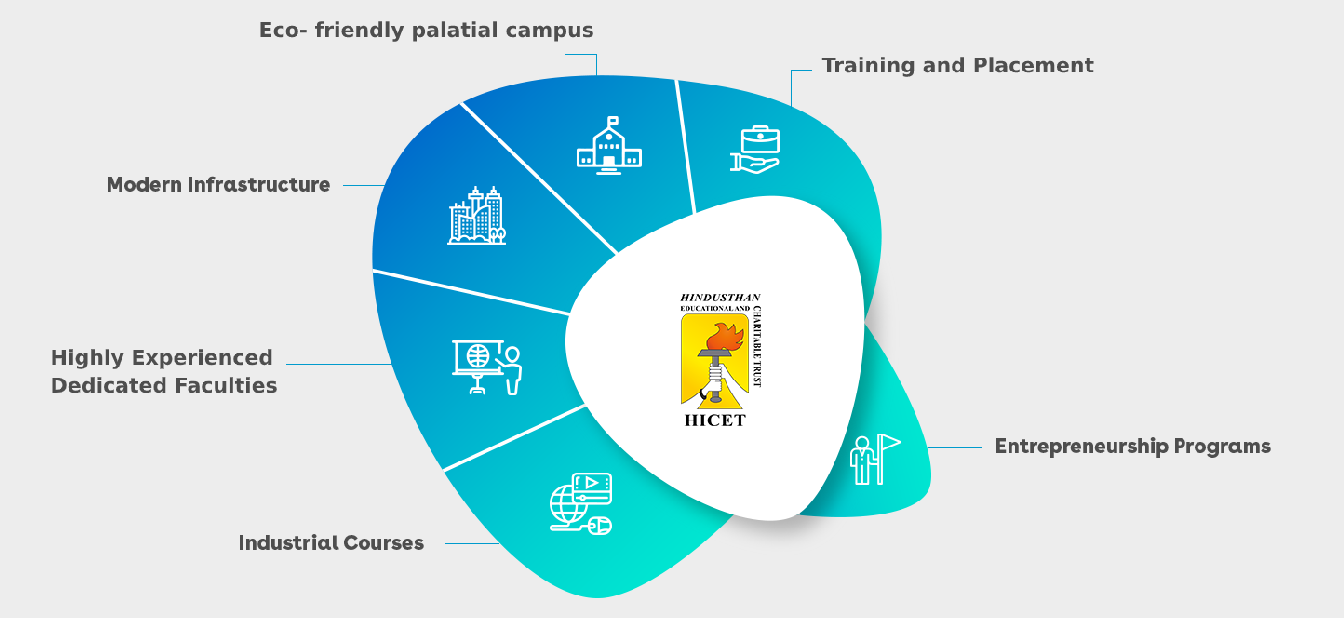 Eco- friendly palatial campus
Training and Placement
Modern Infrastructure
HINDUSTHAN
EDUCATIONAL AND
CHARITABLE TRUST
HICET
Highly Experienced
Dedicated Faculties
Entrepreneurship Programs
Industrial Courses